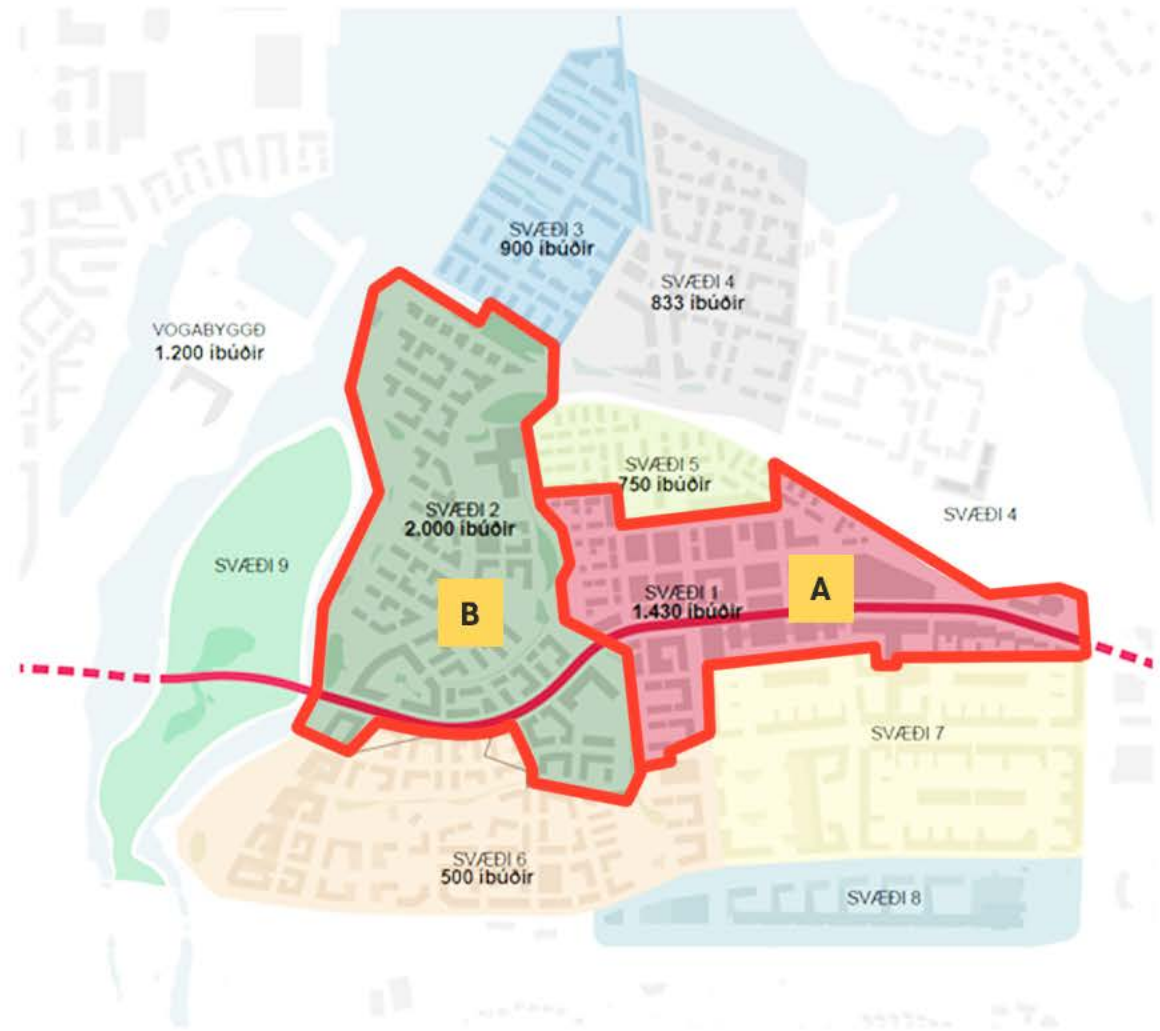 SVÆÐI 3
900 íbúðir
SVÆÐI 4
833 íbúðir
VOGABYGGÐ
1.200 íbúðir
SVÆÐI 5
750 íbúðir
SVÆÐI 2
2.000 íbúðir
SVÆÐI 4
SVÆÐI 9
SVÆÐI 1
1.430 íbúðir
A
B
SVÆÐI 7
SVÆÐI 6
500 íbúðir
SVÆÐI 8